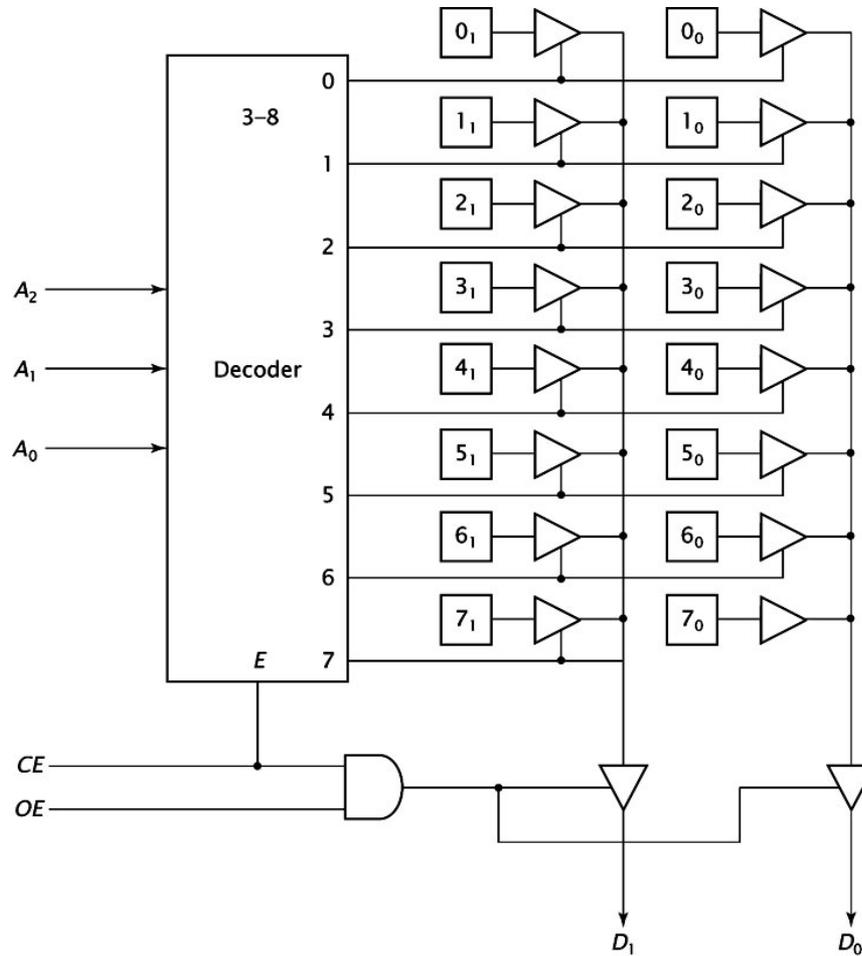 0₁ 0₀
0
3–8
1₁ 1₀
1
2₁ 2₀
2
A₂
3₁ 3₀
3
A₁
Decoder
4₁ 4₀
4
A₀
5₁ 5₀
5
6₁ 6₀
6
7₁ 7₀
E 7
CE
OE
D₁ D₀